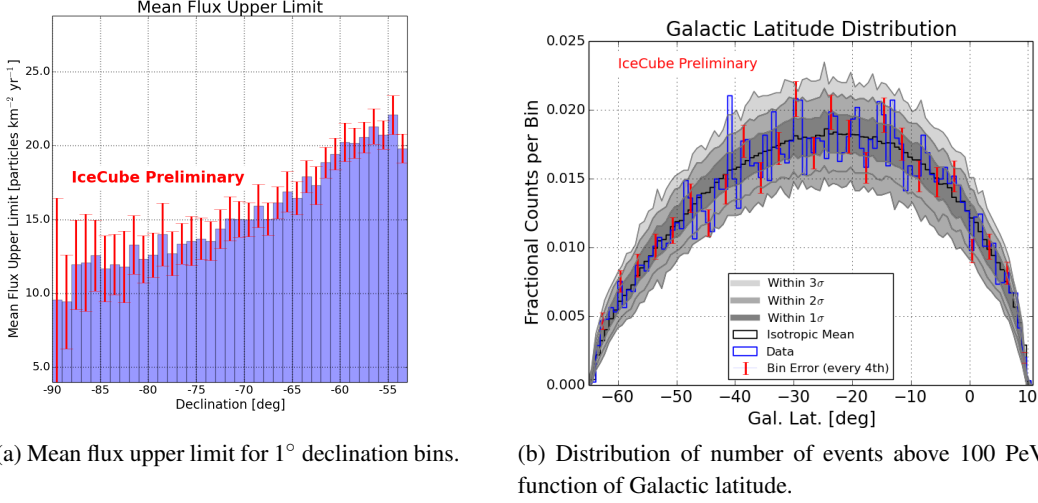 Mean Flux Upper Limit
Mean Flux Upper Limit [particles km⁻² yr⁻¹]
25.0
20.0
15.0
10.0
5.0
IceCube Preliminary
-90 -85 -80 -75 -70 -65 -60 -55
Declination [deg]
(a) Mean flux upper limit for 1° declination bins.
Galactic Latitude Distribution
Fractional Counts per Bin
0.025
0.020
0.015
0.010
0.005
0.000
IceCube Preliminary
Within 3σ
Within 2σ
Within 1σ
Isotropic Mean
Data
Bin Error (every 4th)
−60 −50 −40 −30 −20 −10 0 10
Gal. Lat. [deg]
(b) Distribution of number of events above 100 PeV
function of Galactic latitude.